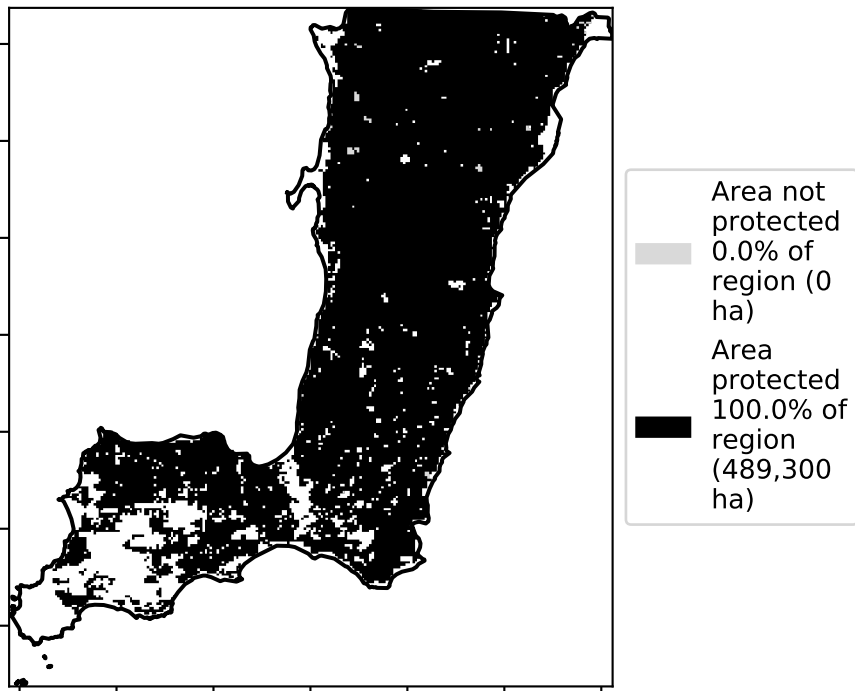 Area not
protected
0.0% of
region (0
ha)
Area
protected
100.0% of
region
(489,300
ha)